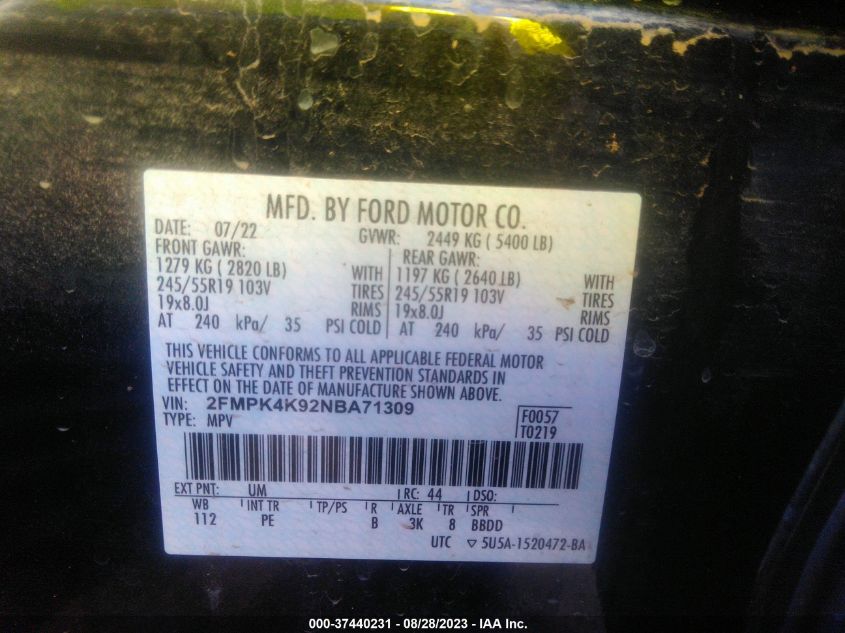 MFD. BY FORD MOTOR CO.
DATE: 07/22 GVWR: 2449 KG ( 5400 LB)
FRONT GAWR: REAR GAWR:
1279 KG ( 2820 LB) WITH 1197 KG ( 2640 LB) WITH
245/55R19 103V TIRES 245/55R19 103V TIRES
19x8.0J RIMS 19x8.0J RIMS
AT 240 kPa/ 35 PSI COLD AT 240 kPa/ 35 PSI COLD
THIS VEHICLE CONFORMS TO ALL APPLICABLE FEDERAL MOTOR
VEHICLE SAFETY AND THEFT PREVENTION STANDARDS IN
EFFECT ON THE DATE OF MANUFACTURE SHOWN ABOVE.
VIN: 2FMPK4K92NBA71309 F0057
TYPE: MPV T0219
EXT PNT: UM RC: 44 DSO:
WB INT TR TP/PS R AXLE TR SPR
112 PE B 3K 8 BBDD
UTC ▽ 5U5A-1520472-BA
000-37440231 - 08/28/2023 - IAA Inc.